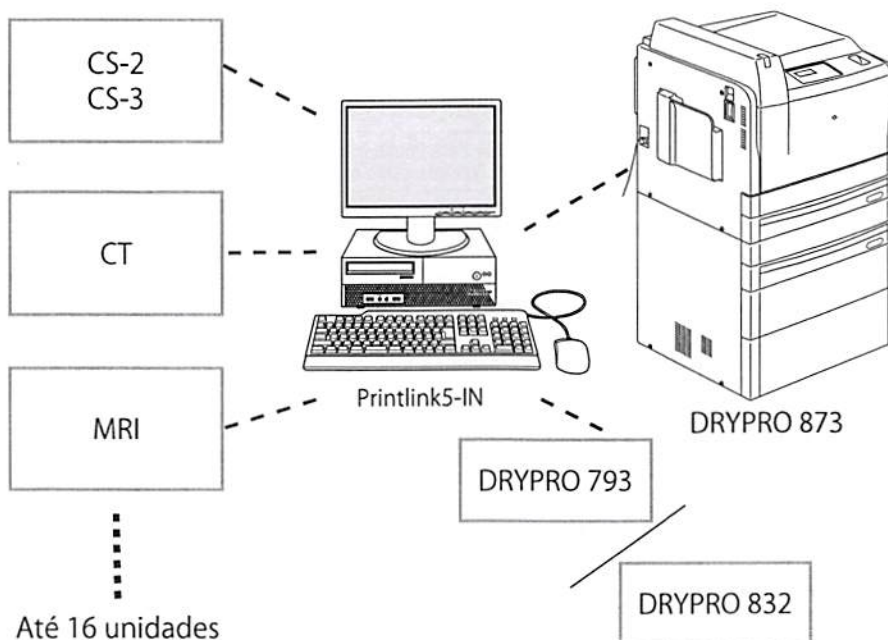 CS-2
CS-3
CT
MRI
Até 16 unidades
Printlink5-IN
DRYPRO 873
DRYPRO 793
DRYPRO 832